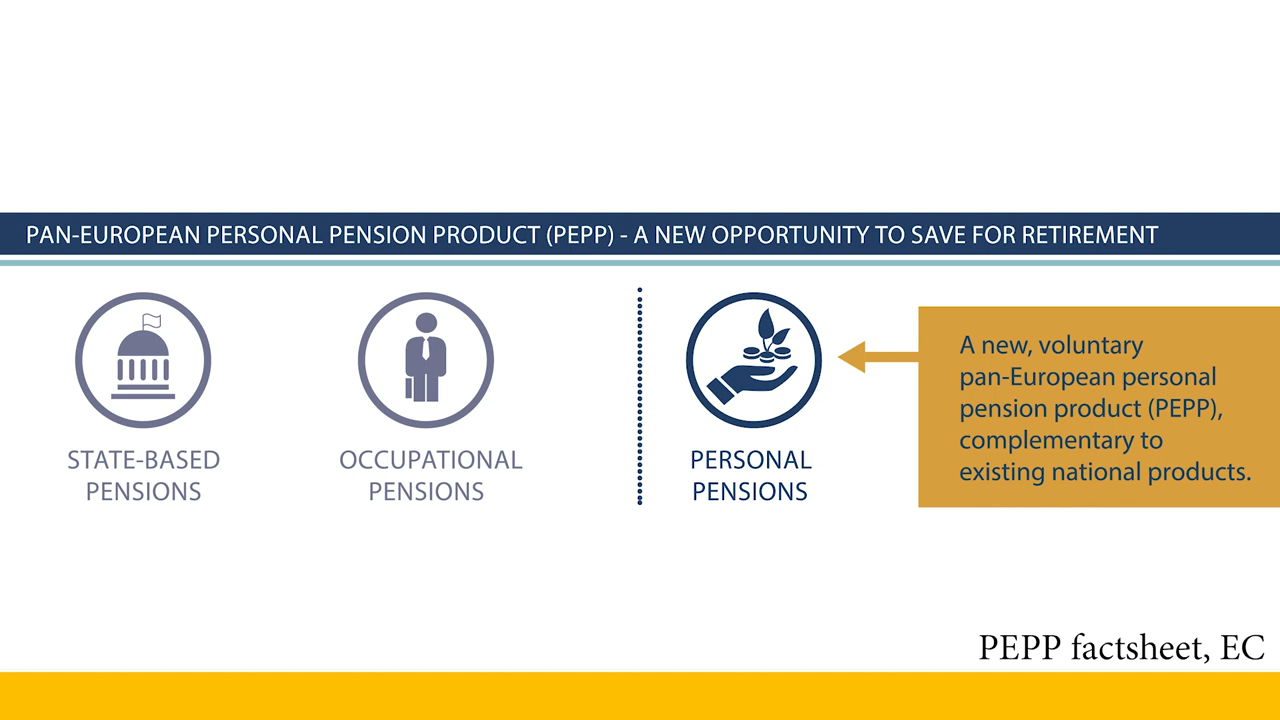 PAN-EUROPEAN PERSONAL PENSION PRODUCT (PEPP) - A NEW OPPORTUNITY TO SAVE FOR RETIREMENT
STATE-BASED
PENSIONS
OCCUPATIONAL
PENSIONS
PERSONAL
PENSIONS
A new, voluntary
pan-European personal
pension product (PEPP),
complementary to
existing national products.
PEPP factsheet, EC